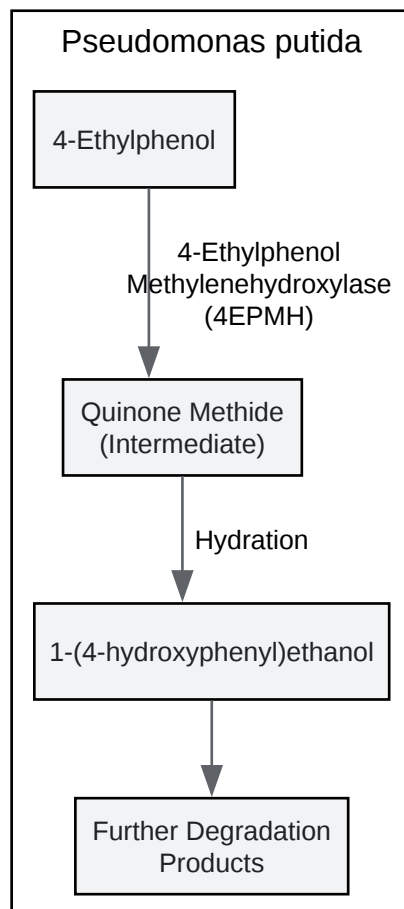 Pseudomonas putida
4-Ethylphenol
4-Ethylphenol
Methylenehydroxylase
(4EPMH)
Quinone Methide
(Intermediate)
Hydration
1-(4-hydroxyphenyl)ethanol
Further Degradation
Products